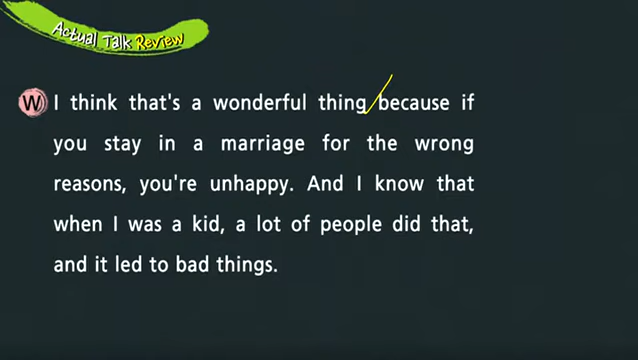 Actual Talk Review
W I think that's a wonderful thing because if
you stay in a marriage for the wrong
reasons, you're unhappy. And I know that
when I was a kid, a lot of people did that,
and it led to bad things.